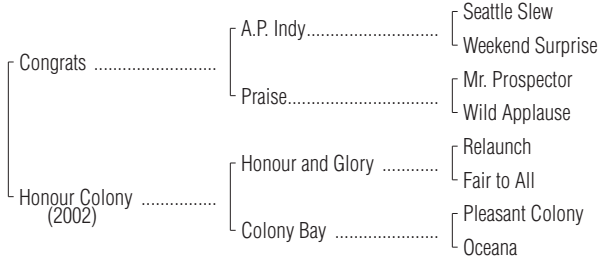 Seattle Slew
A.P. Indy........................................
Weekend Surprise
Congrats ..........................
Mr. Prospector
Praise................................
Wild Applause
Relaunch
Honour and Glory ............
Fair to All
Honour Colony ................
(2002)
Pleasant Colony
Colony Bay ......................
Oceana